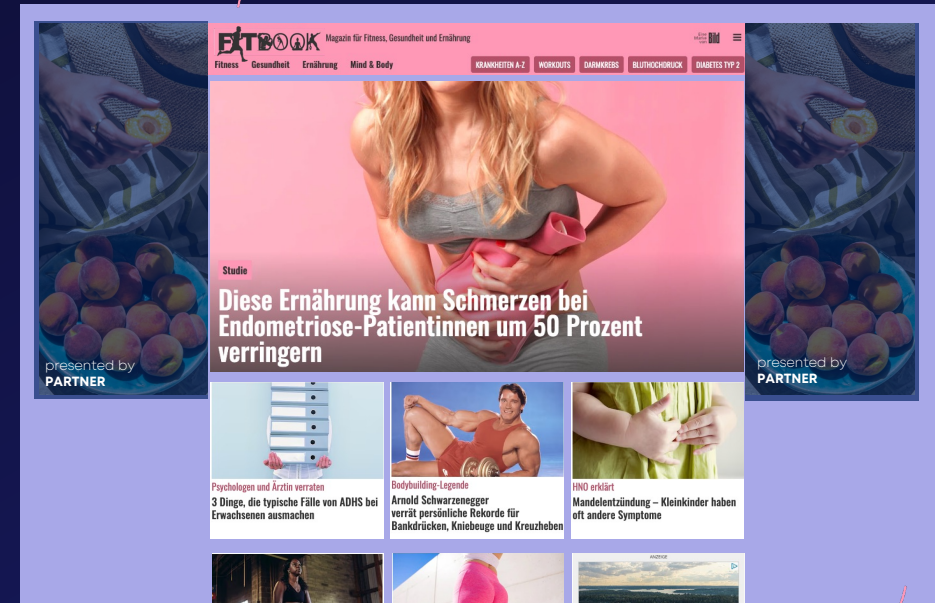 FITBOOK
Magazin für Fitness, Gesundheit und Ernährung
Bild
Fitness Gesundheit Ernährung Mind & Body
KRANKHEITEN A-Z WORKOUTS DARMKREBS BLUTHOCHDRUCK DIABETES TYP 2
Studie
Diese Ernährung kann Schmerzen bei
Endometriose-Patientinnen um 50 Prozent
verringern
presented by
PARTNER
presented by
PARTNER
Psychologen und Ärztin verraten
3 Dinge, die typische Fälle von ADHS bei
Erwachsenen ausmachen
Bodybuilding-Legende
Arnold Schwarzenegger
verrät persönliche Rekorde für
Bankdrücken, Kniebeuge und Kreuzheben
HNO erklärt
Mandelentzündung – Kleinkinder haben
oft andere Symptome
ANZEIGE